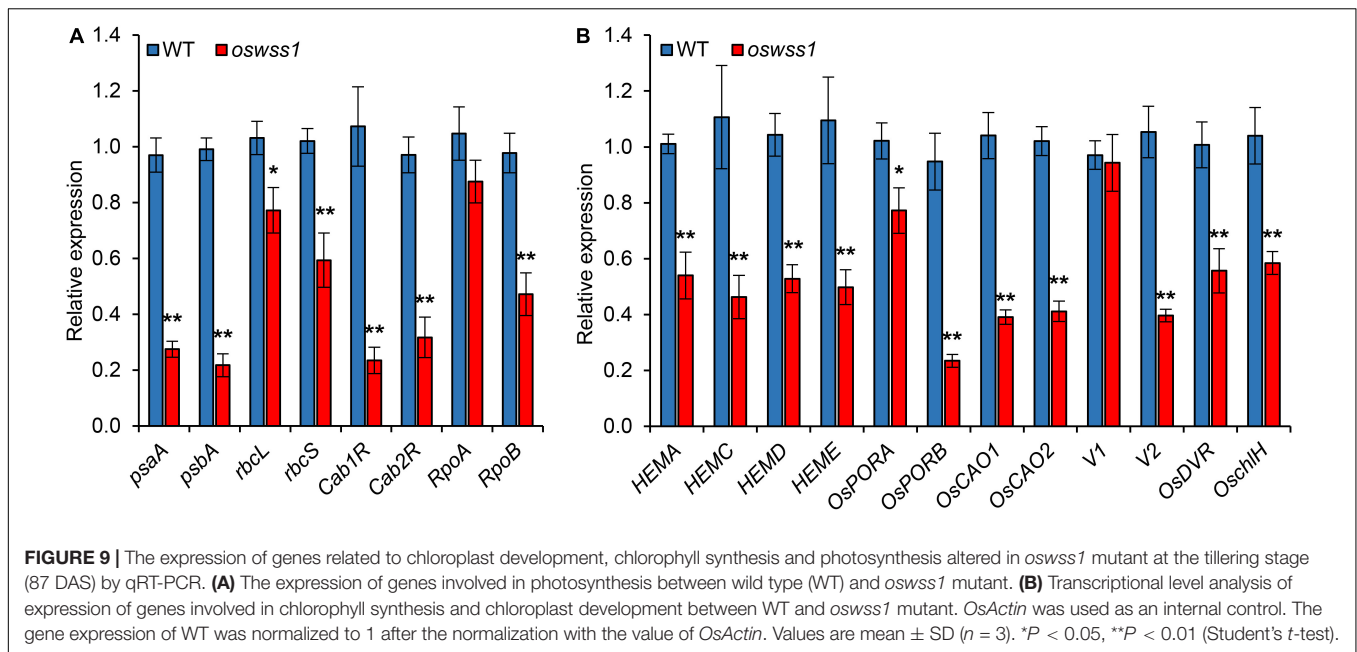 A
WT
oswss1
Relative expression
1.4
1.2
1.0
0.8
0.6
0.4
0.2
0.0
**
**
*
**
**
**
**
psaA
psbA
rbcL
rbcS
Cab1R
Cab2R
RpoA
RpoB
B
WT
oswss1
Relative expression
1.4
1.2
1.0
0.8
0.6
0.4
0.2
0.0
**
**
**
**
*
**
**
**
**
**
**
HEMA
HEMC
HEMD
HEME
OsPORA
OsPORB
OsCAO1
OsCAO2
V1
V2
OsDVR
OschlH
FIGURE 9 | The expression of genes related to chloroplast development, chlorophyll synthesis and photosynthesis altered in oswss1 mutant at the tillering stage
(87 DAS) by qRT-PCR. (A) The expression of genes involved in photosynthesis between wild type (WT) and oswss1 mutant. (B) Transcriptional level analysis of
expression of genes involved in chlorophyll synthesis and chloroplast development between WT and oswss1 mutant. OsActin was used as an internal control. The
gene expression of WT was normalized to 1 after the normalization with the value of OsActin. Values are mean ± SD (n = 3). *P < 0.05, **P < 0.01 (Student's t-test).